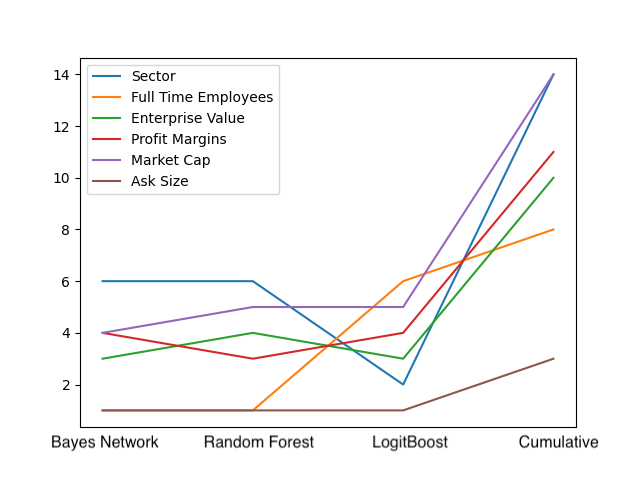 14
12
10
8
6
4
2
Sector
Full Time Employees
Enterprise Value
Profit Margins
Market Cap
Ask Size
Bayes Network Random Forest LogitBoost Cumulative